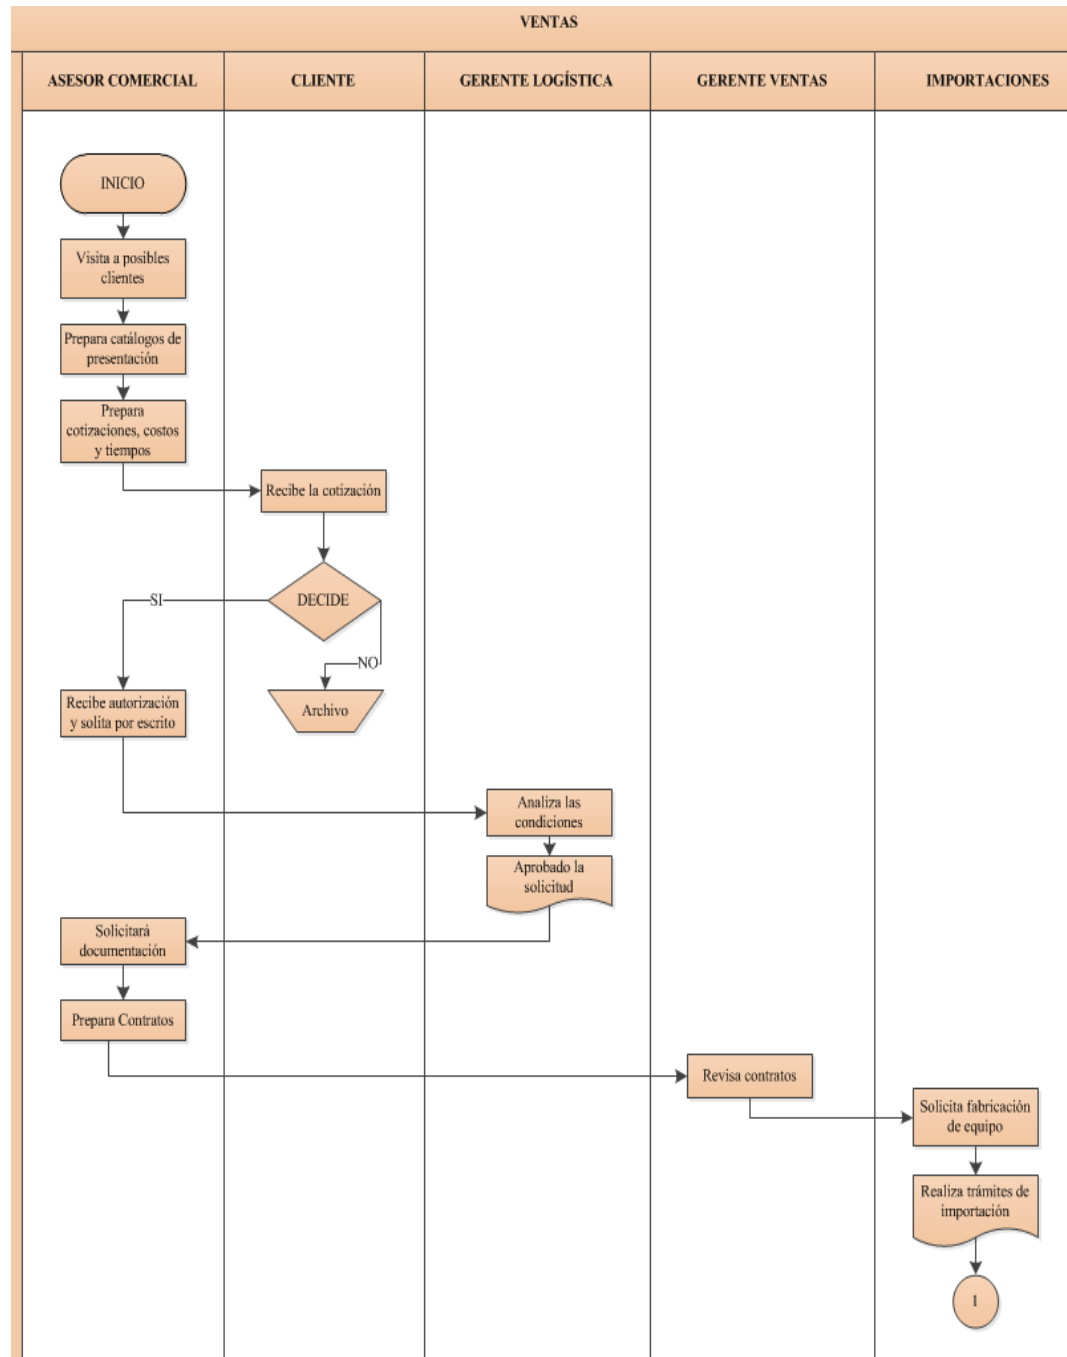 VENTAS
ASESOR COMERCIAL
CLIENTE
GERENTE LOGÍSTICA
GERENTE VENTAS
IMPORTACIONES
INICIO
Visita a posibles
clientes
Prepara catálogos de
presentación
Prepara
cotizaciones, costos
y tiempos
Recibe la cotización
DECIDE
SI
NO
Recibe autorización
y solita por escrito
Archivo
Analiza las
condiciones
Aprobado la
solicitud
Solicitará
documentación
Prepara Contratos
Revisa contratos
Solicita fabricación
de equipo
Realiza trámites de
importación
1